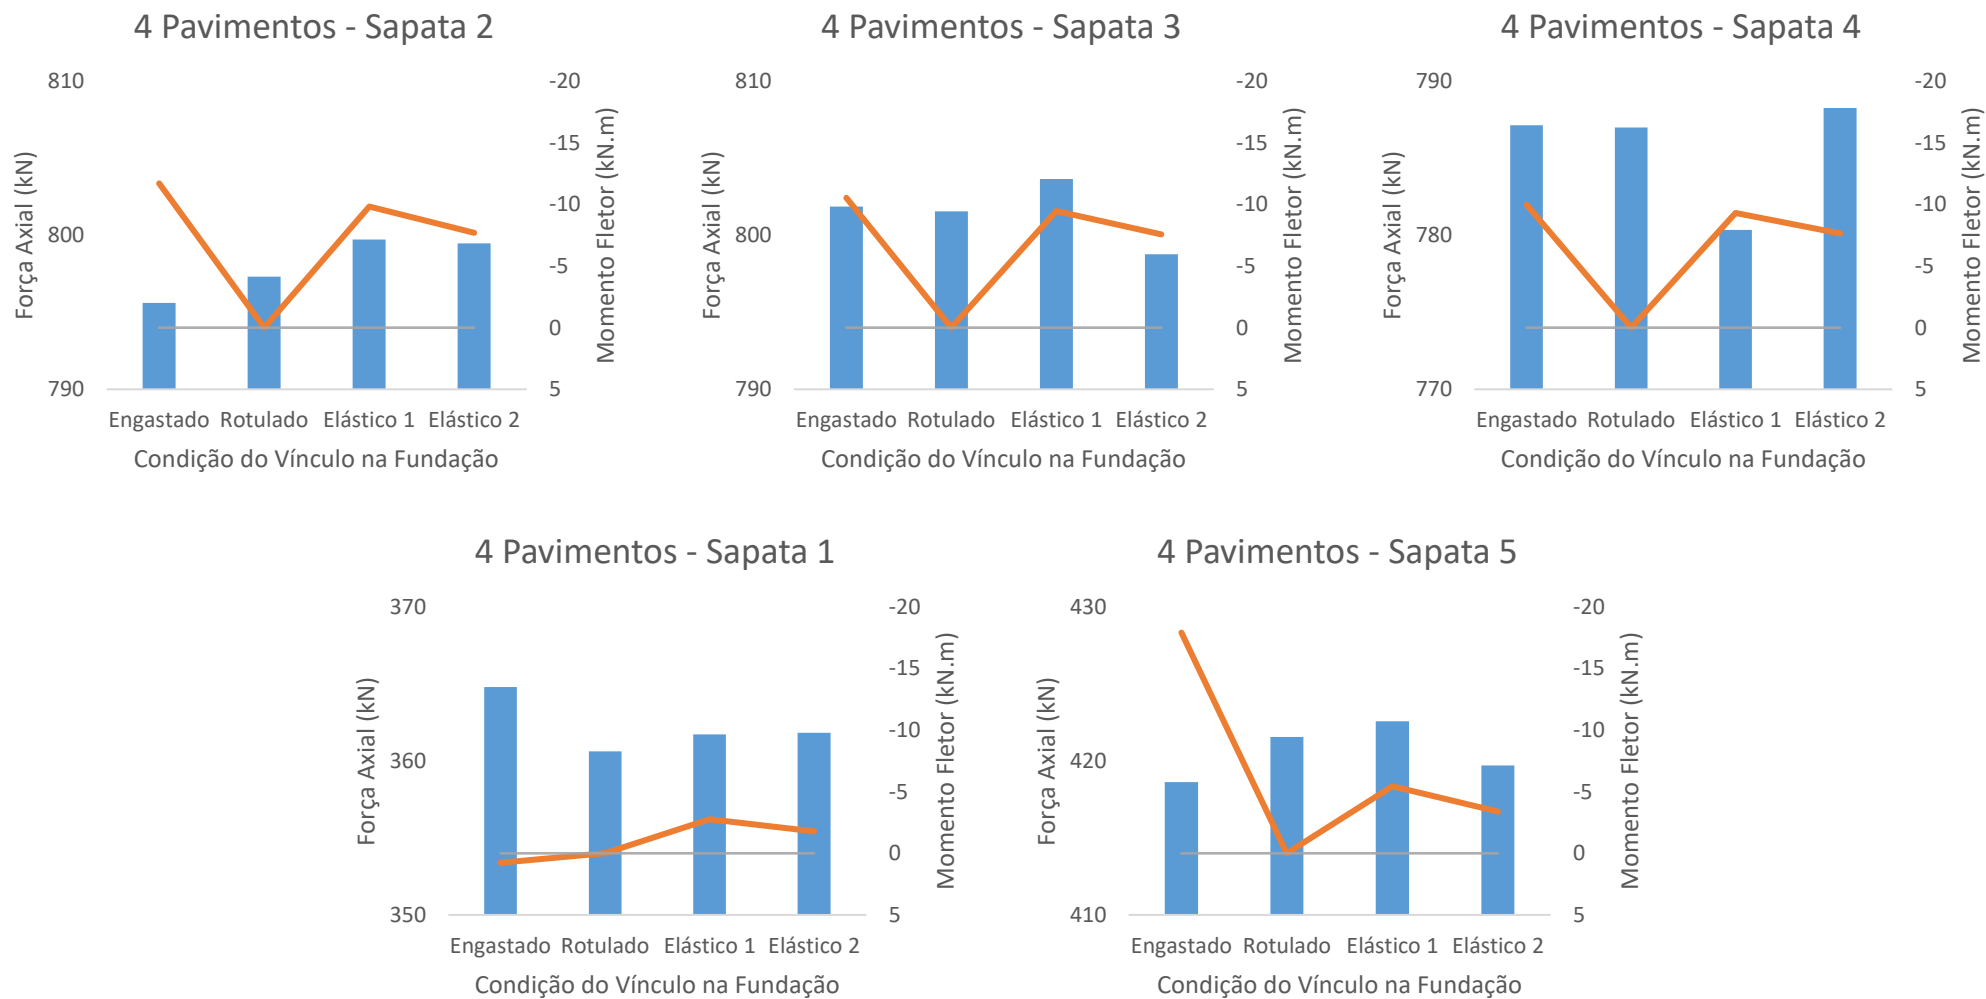 4 Pavimentos - Sapata 2
810
800
790
Força Axial (kN)
-20
-15
-10
-5
0
5
Momento Fletor (kN.m)
Engastado Rotulado Elástico 1 Elástico 2
Condição do Vínculo na Fundação
4 Pavimentos - Sapata 3
810
800
790
Força Axial (kN)
-20
-15
-10
-5
0
5
Momento Fletor (kN.m)
Engastado Rotulado Elástico 1 Elástico 2
Condição do Vínculo na Fundação
4 Pavimentos - Sapata 4
790
780
770
Força Axial (kN)
-20
-15
-10
-5
0
5
Momento Fletor (kN.m)
Engastado Rotulado Elástico 1 Elástico 2
Condição do Vínculo na Fundação
4 Pavimentos - Sapata 1
370
360
350
Força Axial (kN)
-20
-15
-10
-5
0
5
Momento Fletor (kN.m)
Engastado Rotulado Elástico 1 Elástico 2
Condição do Vínculo na Fundação
4 Pavimentos - Sapata 5
430
420
410
Força Axial (kN)
-20
-15
-10
-5
0
5
Momento Fletor (kN.m)
Engastado Rotulado Elástico 1 Elástico 2
Condição do Vínculo na Fundação